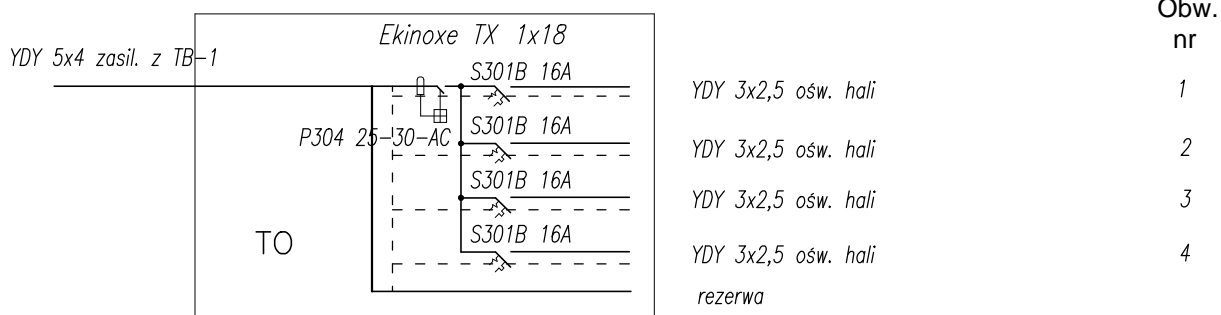 Obw.
nr
Ekinoxe TX 1x18
YDY 5x4 zasil. z TB-1
S301B 16A
YDY 3x2,5 ośw. hali
1
P304 25-30-AC
S301B 16A
YDY 3x2,5 ośw. hali
2
S301B 16A
YDY 3x2,5 ośw. hali
3
TO
S301B 16A
YDY 3x2,5 ośw. hali
4
rezerwa